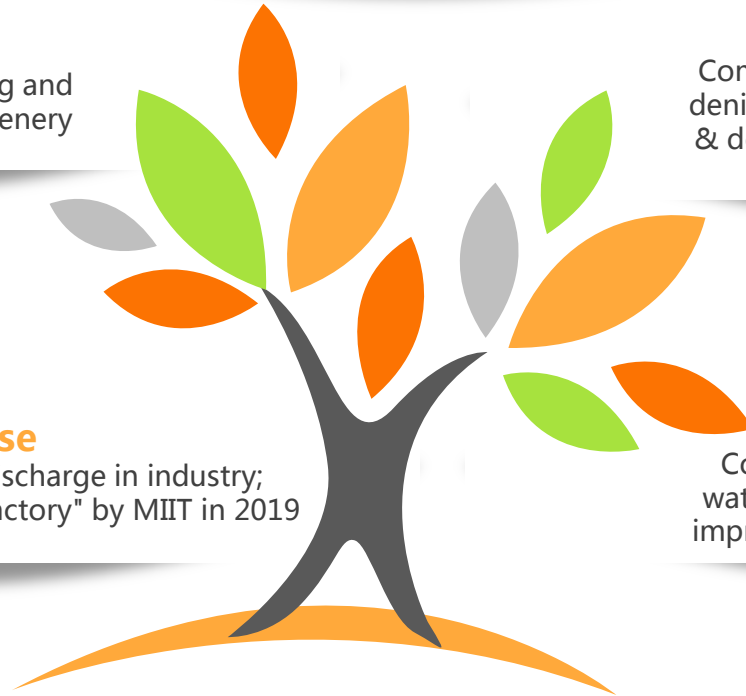 g and
enery
Con
deni
& d
se
scharge in industry;
actory" by MIIT in 2019
Co
wat
impr